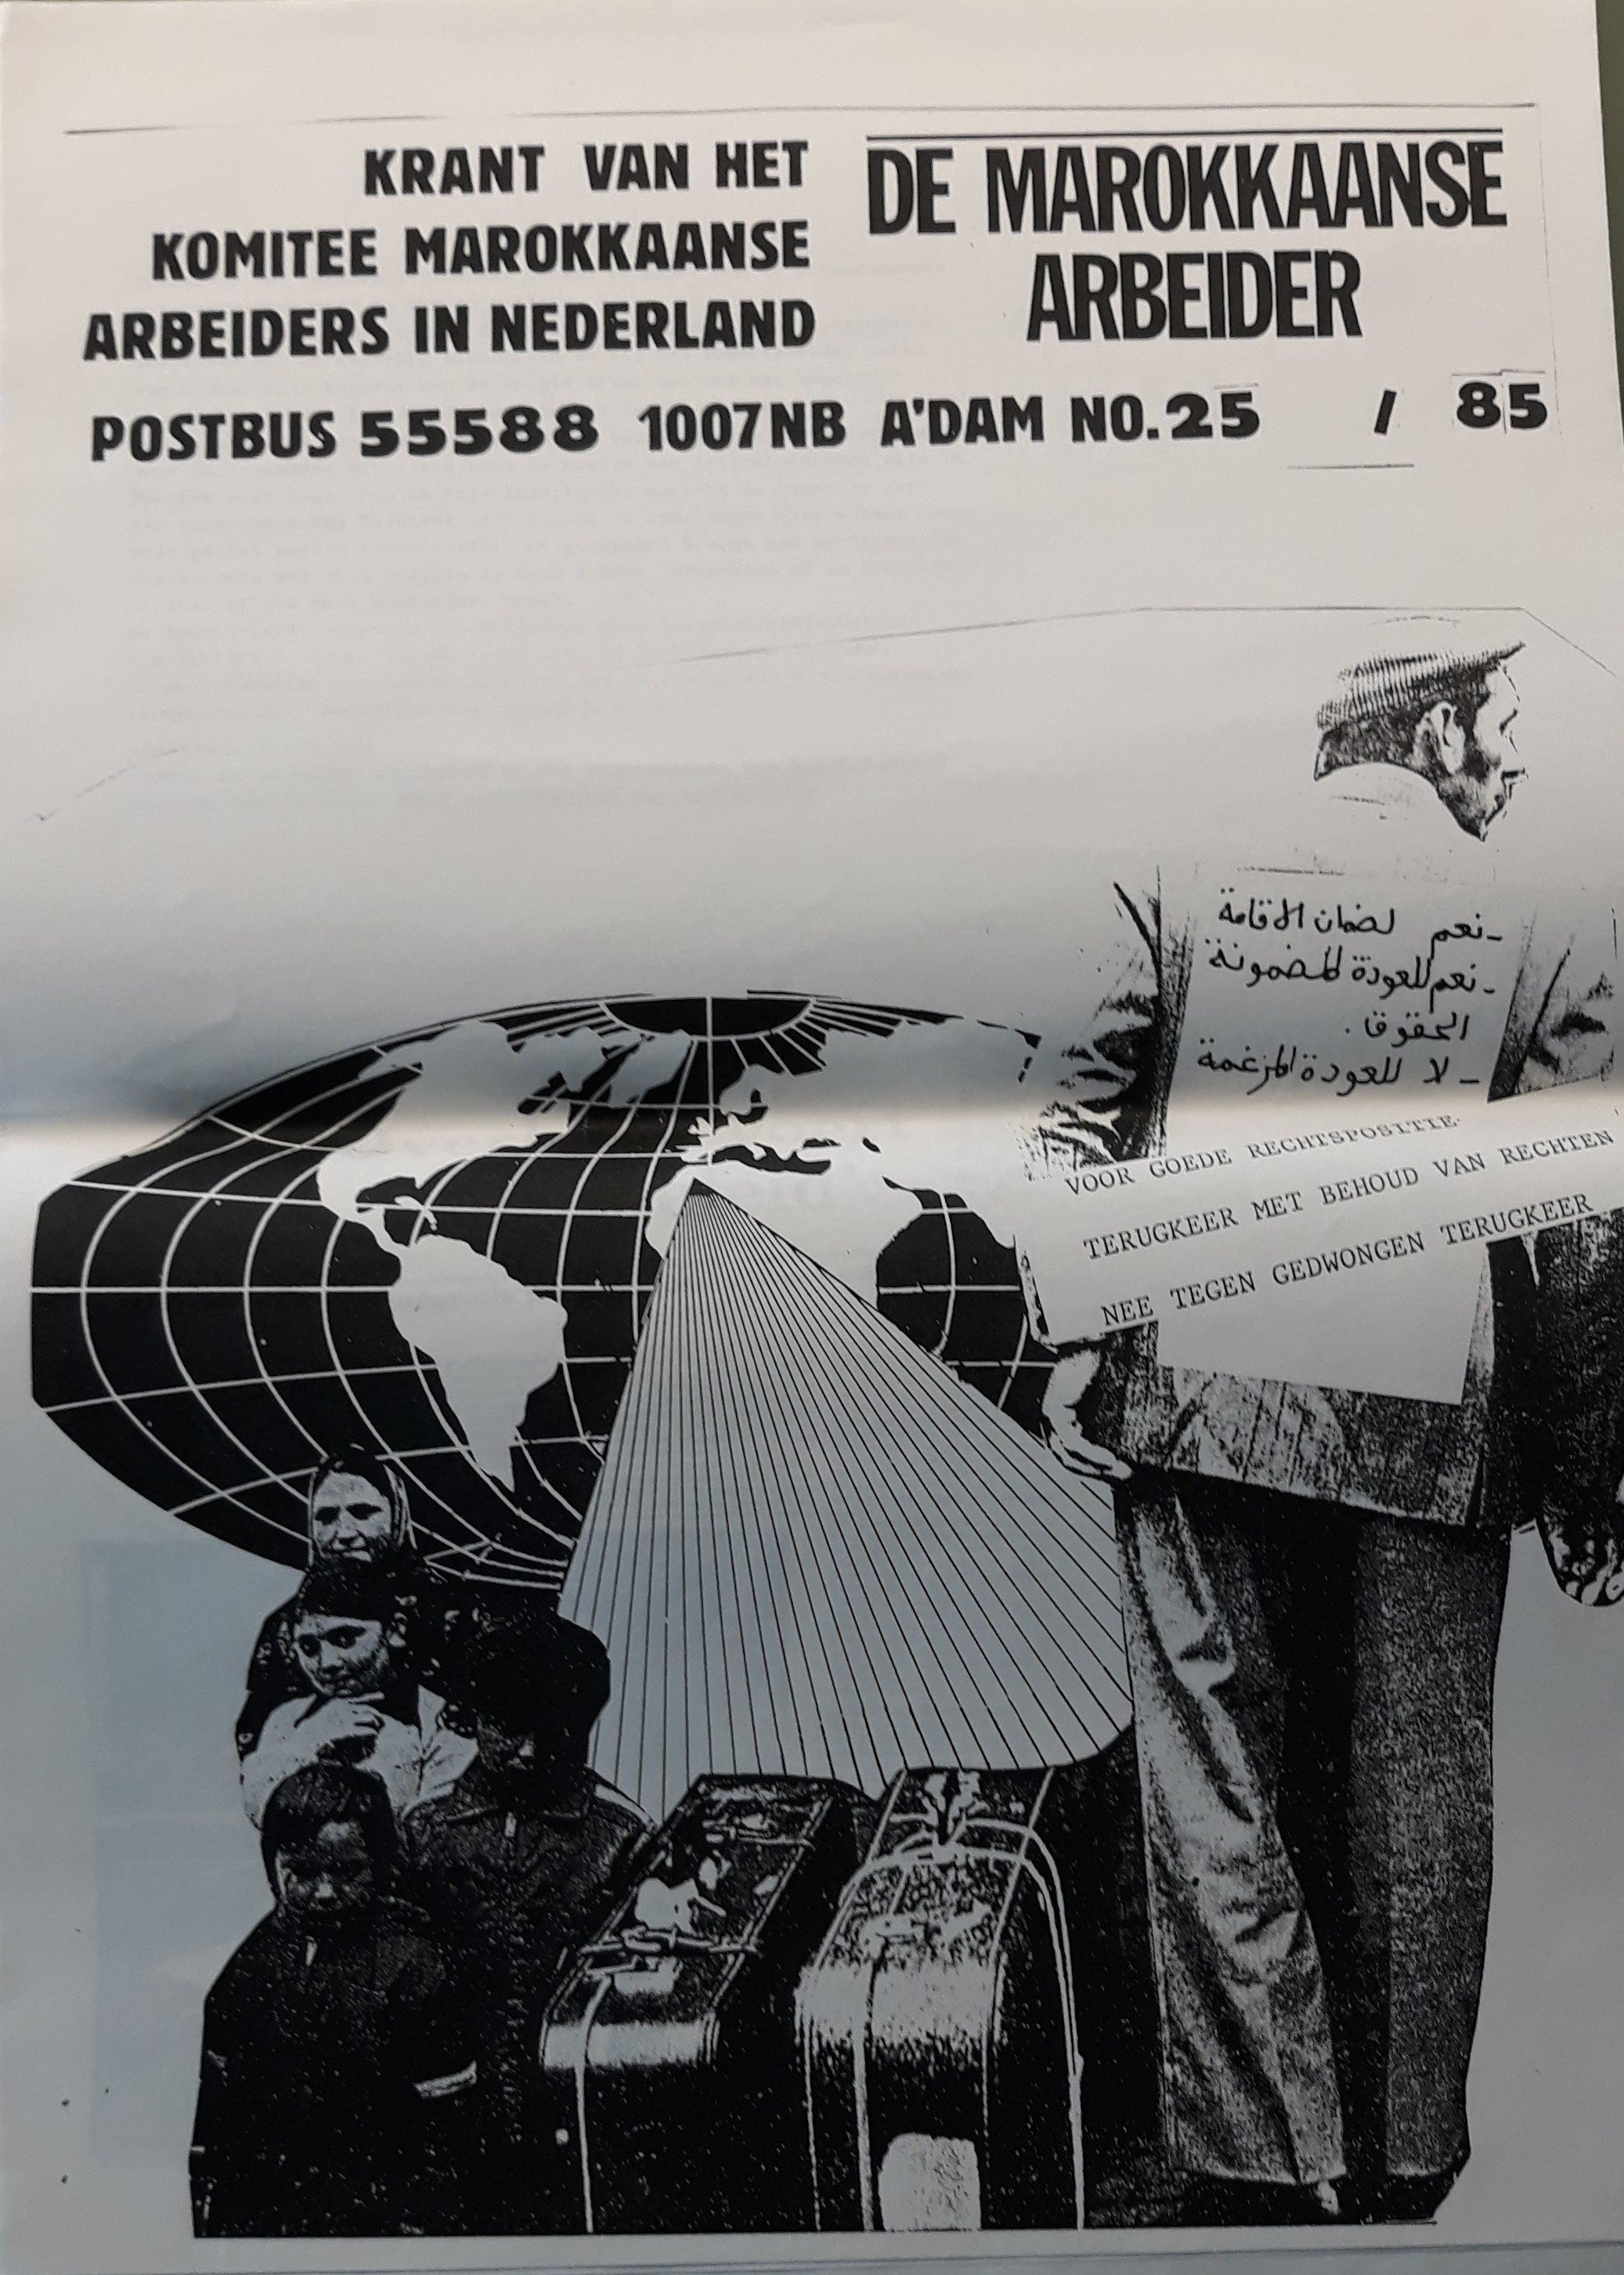 KRANT VAN HET
KOMITEE MAROKKAANSE
ARBEIDERS IN NEDERLAND
DE MAROKKAANSE
ARBEIDER
POSTBUS 55588 1007NB A'DAM NO.25 / 85
-نعم لضمان الاقامة
-نعم للعودة المضمونة
الحقوق.
- لا للعودة المرغمة
VOOR GOEDE RECHTSPOSITIE
TERUGKEER MET BEHOUD VAN RECHTEN
NEE TEGEN GEDWONGEN TERUGKEER